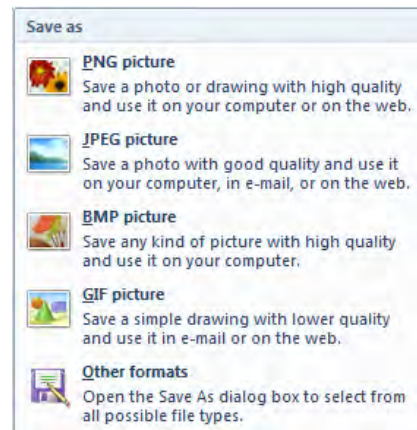 Save as
PNG picture
Save a photo or drawing with high quality
and use it on your computer or on the web.
JPEG picture
Save a photo with good quality and use it
on your computer, in e-mail, or on the web.
BMP picture
Save any kind of picture with high quality
and use it on your computer.
GIF picture
Save a simple drawing with lower quality
and use it in e-mail or on the web.
Other formats
Open the Save As dialog box to select from
all possible file types.